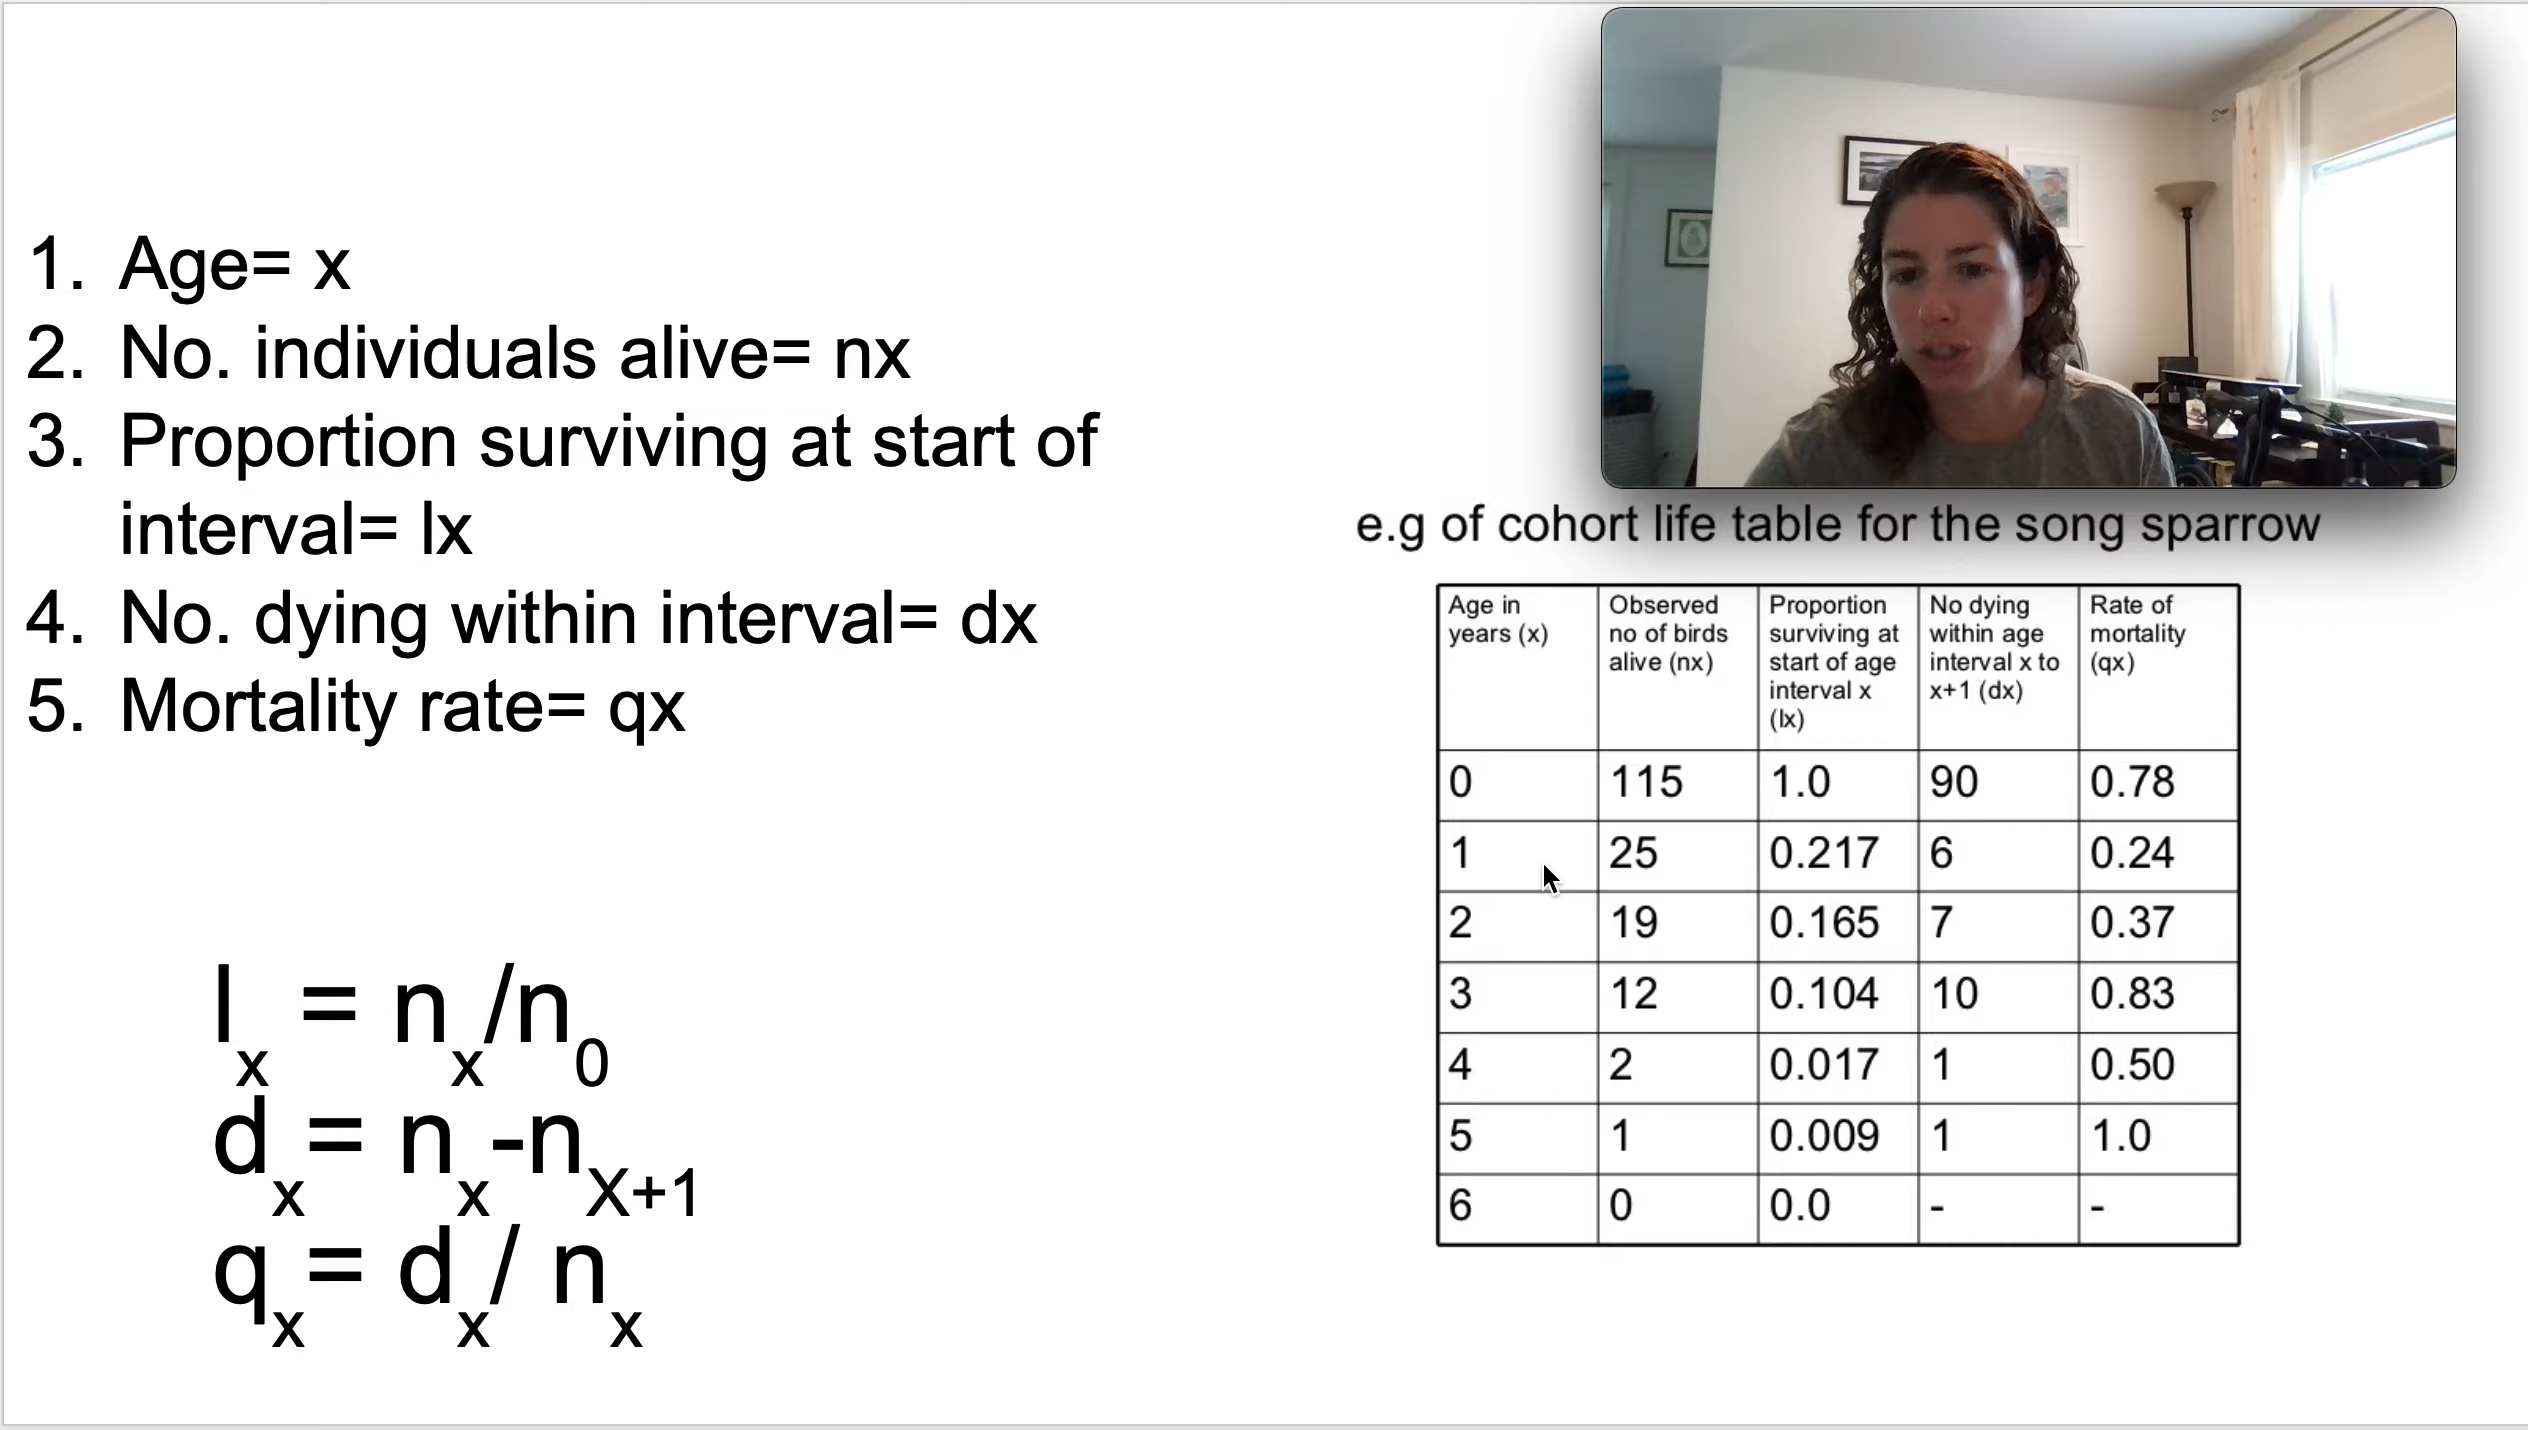 1. Age= x
2. No. individuals alive= nx
3. Proportion surviving at start of
interval= lx
4. No. dying within interval= dx
5. Mortality rate= qx
lx = nx/n0
dx= nx-nX+1
qx= dx/ nx
e.g of cohort life table for the song sparrow
Age in years (x) Observed no of birds alive (nx) Proportion surviving at start of age interval x (lx) No dying within age interval x to x+1 (dx) Rate of mortality (qx)
0 115 1.0 90 0.78
1 25 0.217 6 0.24
2 19 0.165 7 0.37
3 12 0.104 10 0.83
4 2 0.017 1 0.50
5 1 0.009 1 1.0
6 0 0.0 - -